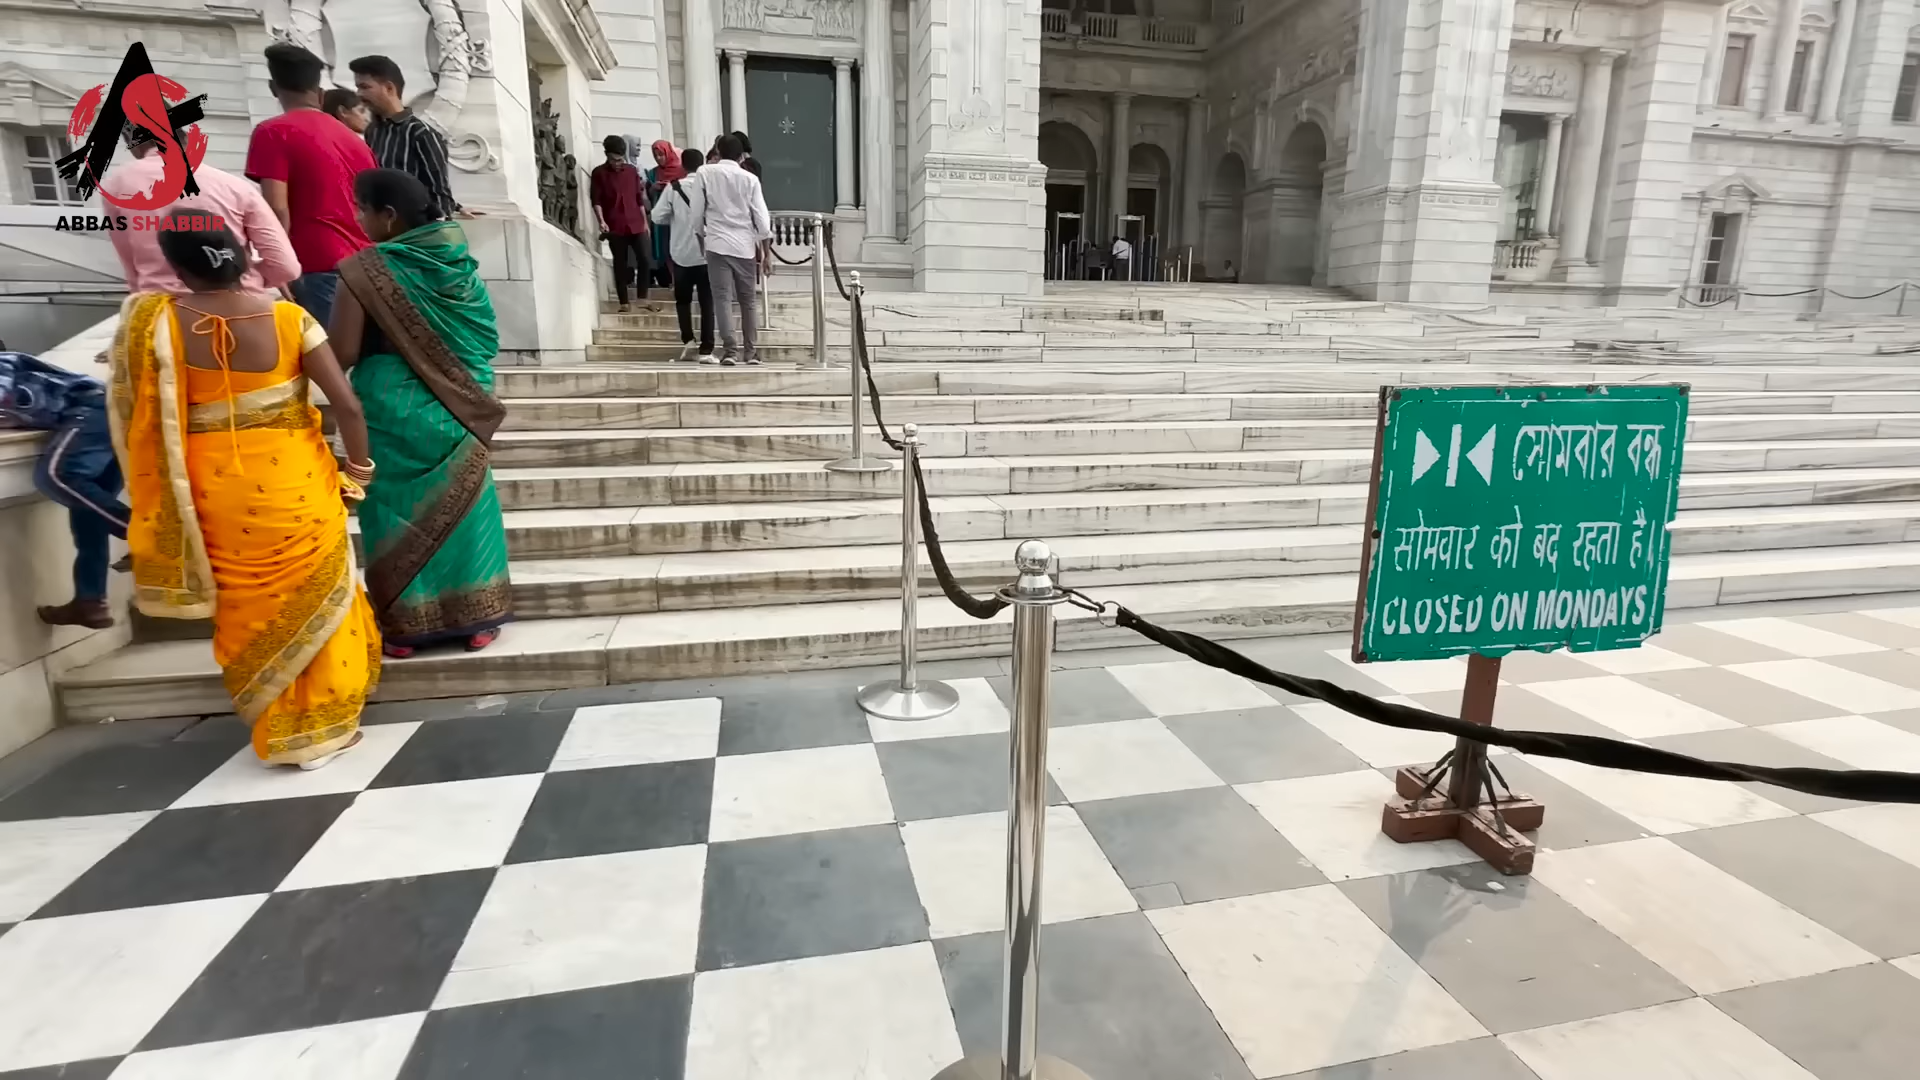 ABBAS SHABBIR
সোমবার বন্ধ
सोमवार को बंद रहता है।
CLOSED ON MONDAYS